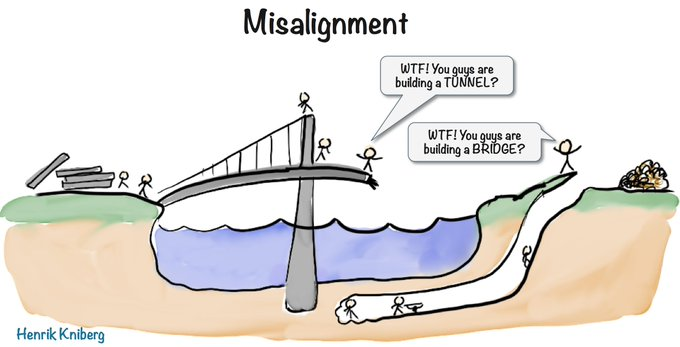 Misalignment
WTF! You guys are
building a TUNNEL?
WTF! You guys are
building a BRIDGE?
Henrik Kniberg